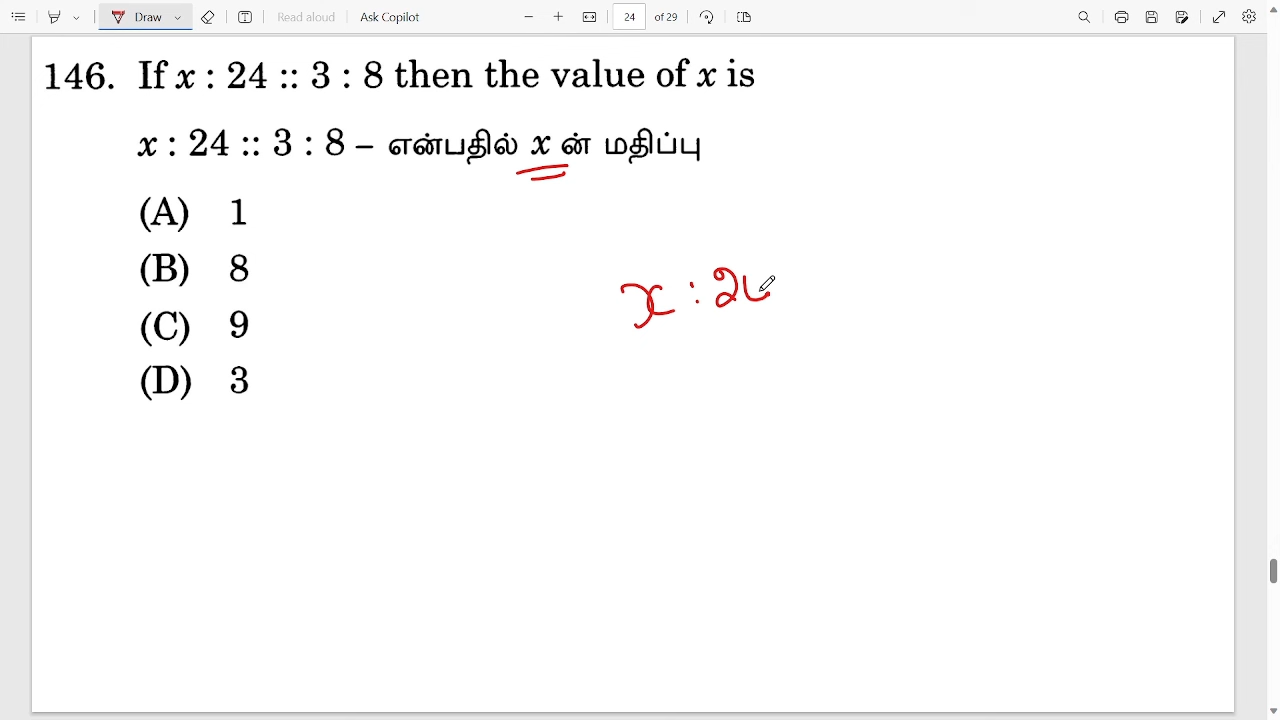 Draw Read aloud Ask Copilot 24 of 29
146. If x : 24 :: 3 : 8 then the value of x is
x : 24 :: 3 : 8 – என்பதில் x ன் மதிப்பு
(A) 1
(B) 8
x : 24
(C) 9
(D) 3